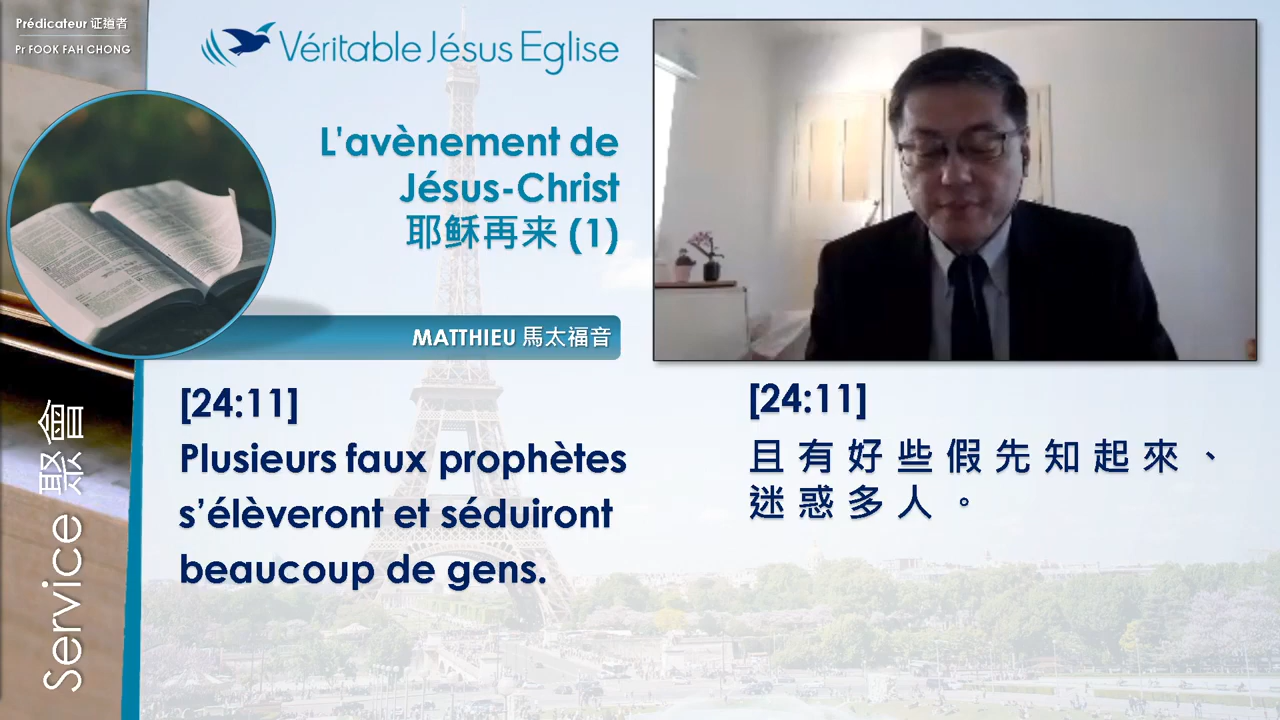 Prédicateur 证道者
Pr FOOK FAH CHONG
Véritable Jésus Eglise
L'avènement de
Jésus-Christ
耶稣再来 (1)
MATTHIEU 馬太福音
[24:11]
Plusieurs faux prophètes
s’élèveront et séduiront
beaucoup de gens.
[24:11]
且有好些假先知起來、
迷惑多人。
Service 聚會